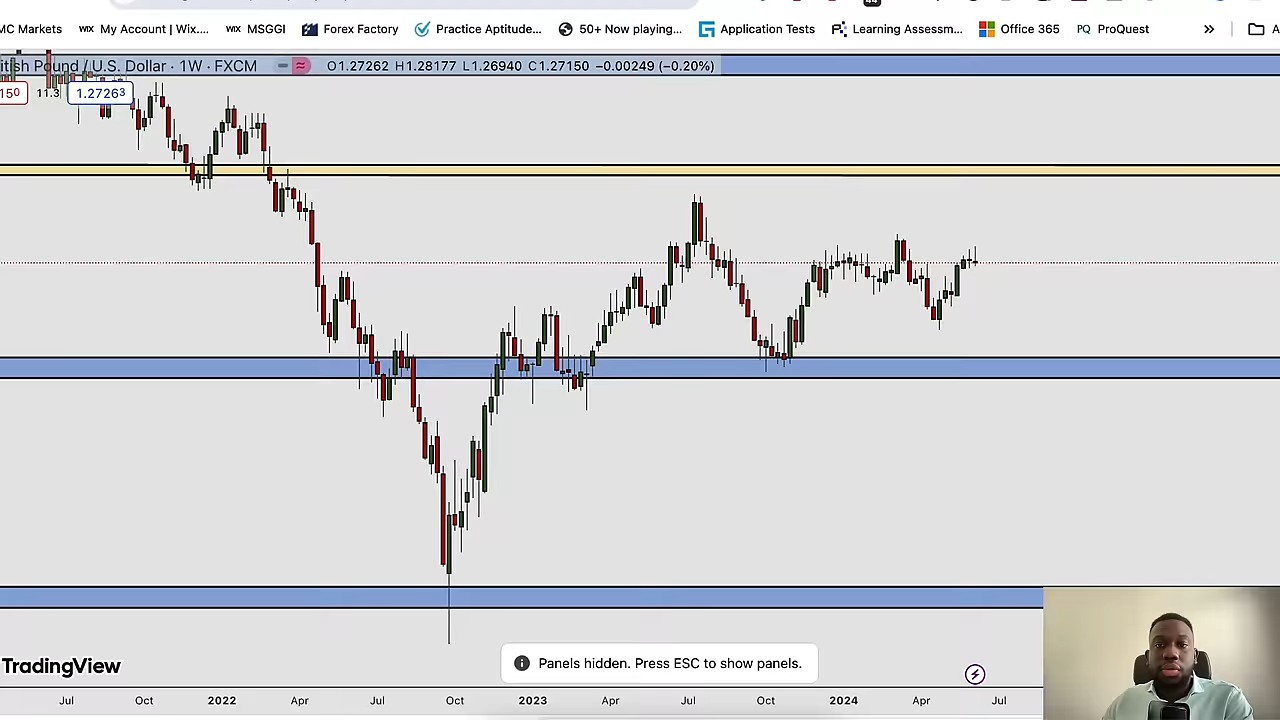 MC Markets WIX My Account | Wix.... WIX MSGGI Forex Factory Practice Aptitude... 50+ Now playing... Application Tests Learning Assessm... Office 365 PQ ProQuest » A
itish Pound / U.S. Dollar · 1W · FXCM O1.27262 H1.28177 L1.26940 C1.27150 −0.00249 (−0.20%)
150 11.3 1.27263
TradingView
Panels hidden. Press ESC to show panels.
Jul Oct 2022 Apr Jul Oct 2023 Apr Jul Oct 2024 Apr Jul